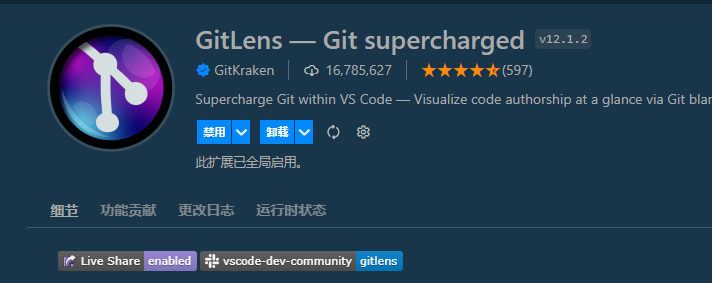 GitLens — Git supercharged v12.1.2
GitKraken 16,785,627 (597)
Supercharge Git within VS Code — Visualize code authorship at a glance via Git
禁用 卸载
此扩展已全局启用。
细节 功能贡献 更改日志 运行时状态
Live Share enabled vscode-dev-community gitlens